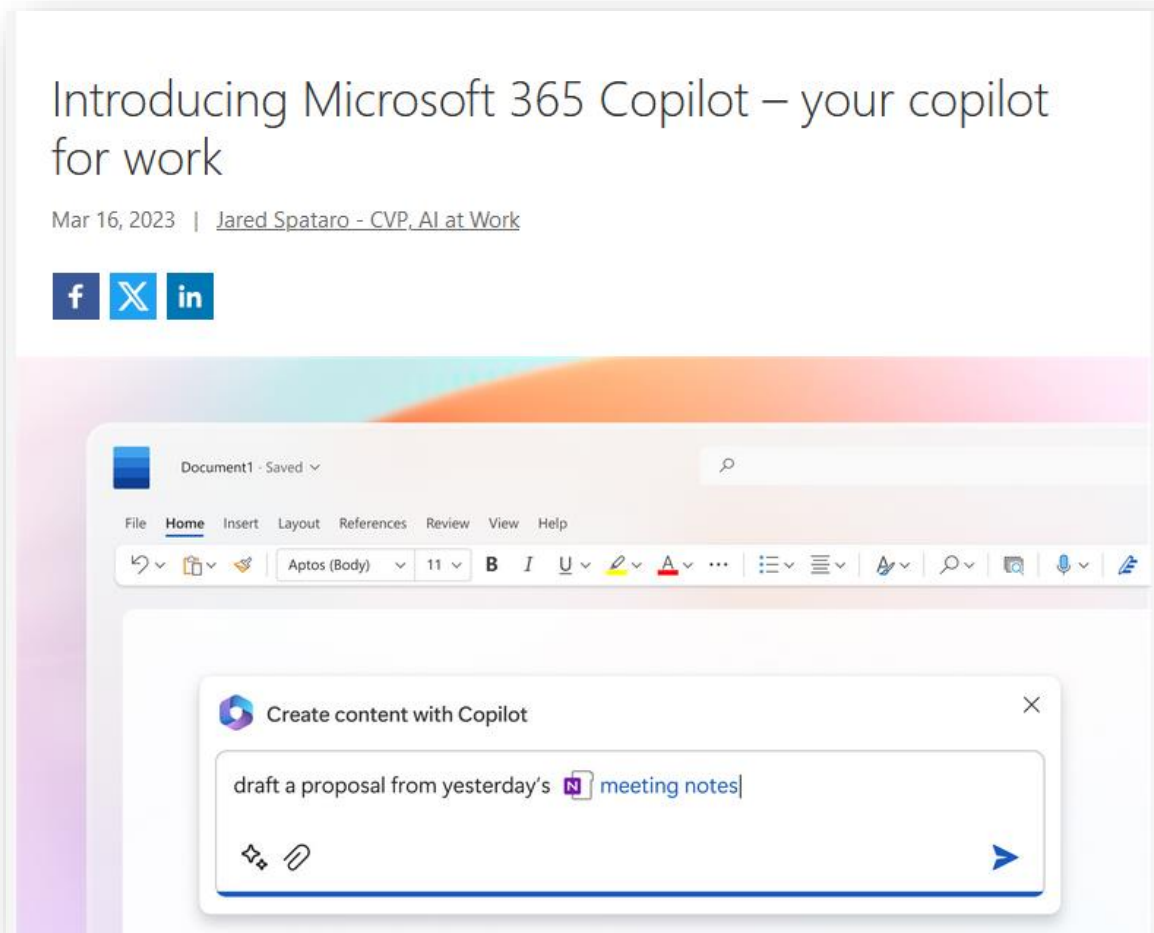 Introducing Microsoft 365 Copilot – your copilot
for work
Mar 16, 2023 | Jared Spataro - CVP, AI at Work
f X in
Document1 · Saved
File Home Insert Layout References Review View Help
Aptos (Body) 11 B I U A ...
Create content with Copilot
draft a proposal from yesterday's N meeting notes